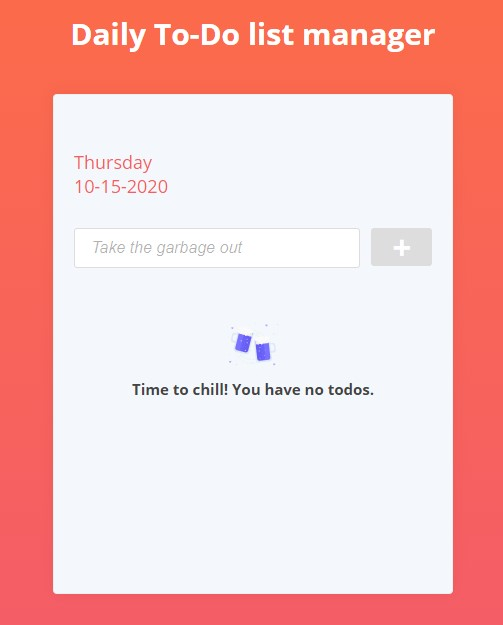 Daily To-Do list manager
Thursday
10-15-2020
Take the garbage out
+
Time to chill! You have no todos.